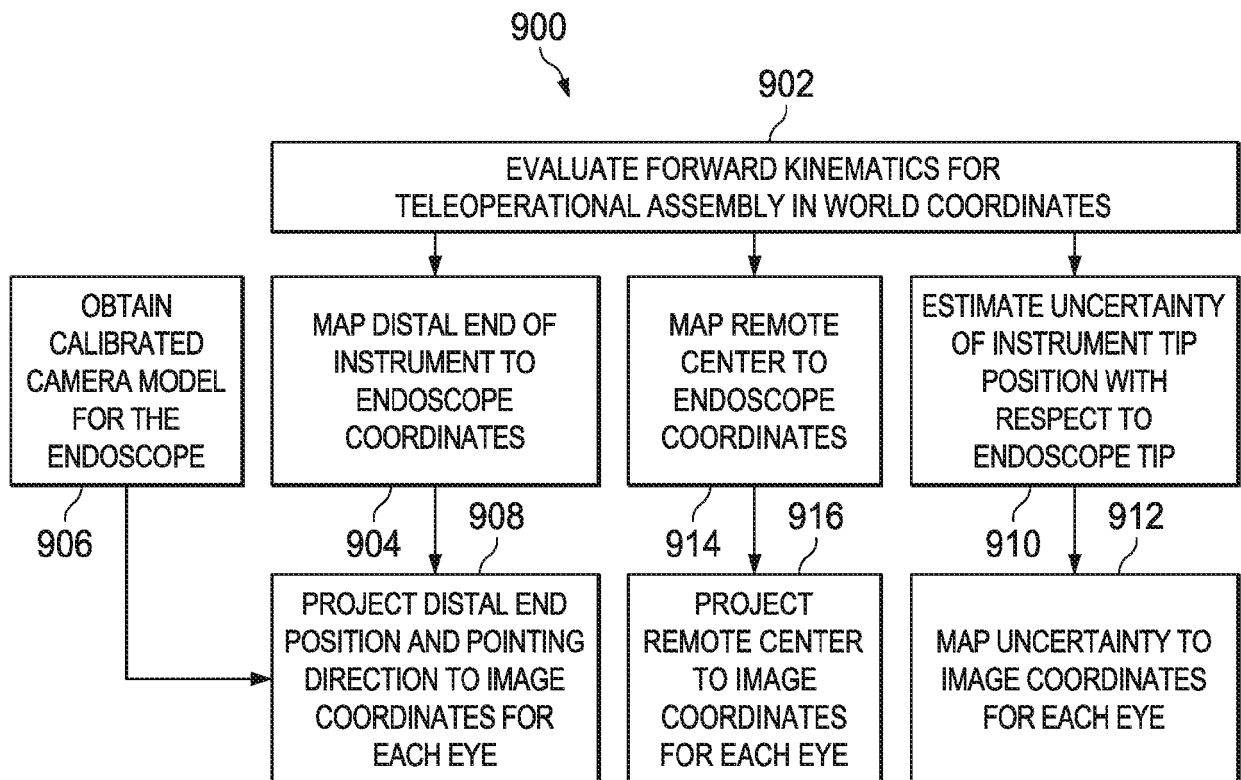 900
902
EVALUATE FORWARD KINEMATICS FOR
TELEOPERATIONAL ASSEMBLY IN WORLD COORDINATES
OBTAIN
CALIBRATED
CAMERA MODEL
FOR THE
ENDOSCOPE
906
MAP DISTAL END OF
INSTRUMENT TO
ENDOSCOPE
COORDINATES
904
908
MAP REMOTE
CENTER TO
ENDOSCOPE
COORDINATES
914
916
ESTIMATE UNCERTAINTY
OF INSTRUMENT TIP
POSITION WITH
RESPECT TO
ENDOSCOPE TIP
910
912
PROJECT DISTAL END
POSITION AND POINTING
DIRECTION TO IMAGE
COORDINATES FOR
EACH EYE
PROJECT
REMOTE CENTER
TO IMAGE
COORDINATES
FOR EACH EYE
MAP UNCERTAINTY TO
IMAGE COORDINATES
FOR EACH EYE